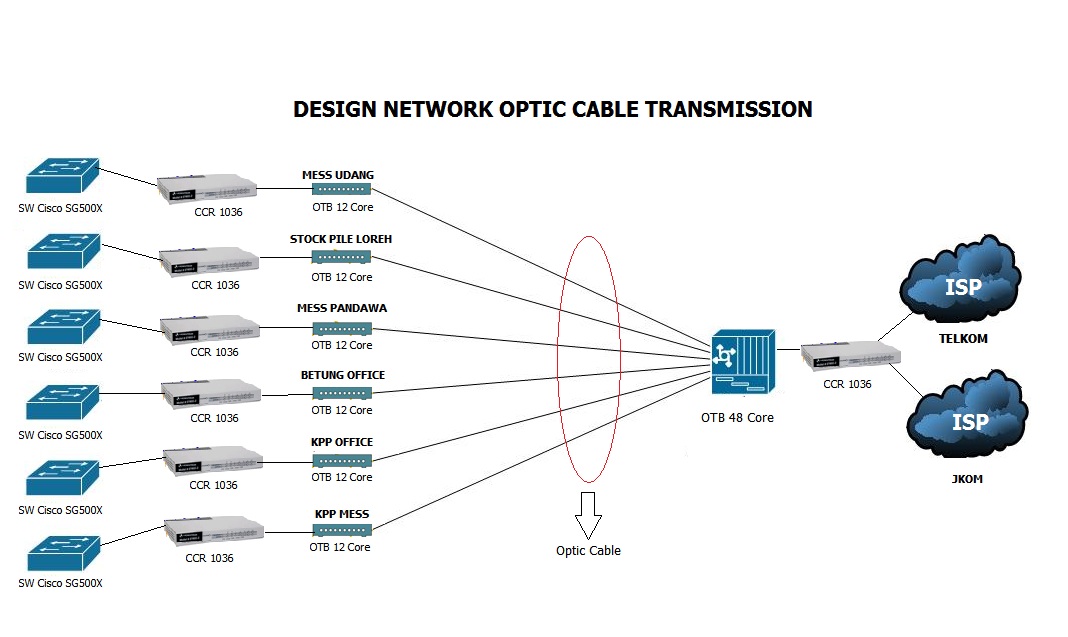 DESIGN NETWORK OPTIC CABLE TRANSMISSION
SW Cisco SG500X
CCR 1036
MESS UDANG
OTB 12 Core
SW Cisco SG500X
CCR 1036
STOCK PILE LOREH
OTB 12 Core
SW Cisco SG500X
CCR 1036
MESS PANDAWA
OTB 12 Core
SW Cisco SG500X
CCR 1036
BETUNG OFFICE
OTB 12 Core
SW Cisco SG500X
CCR 1036
KPP OFFICE
OTB 12 Core
SW Cisco SG500X
CCR 1036
KPP MESS
OTB 12 Core
Optic Cable
OTB 48 Core
CCR 1036
ISP
TELKOM
ISP
JKOM